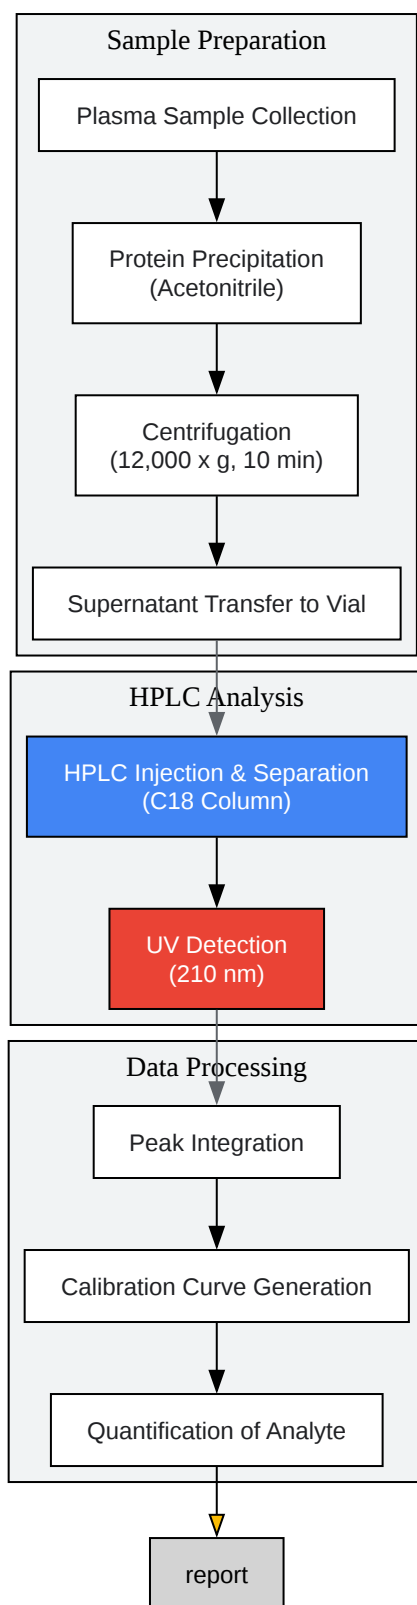 Sample Preparation
Plasma Sample Collection
Protein Precipitation
(Acetonitrile)
Centrifugation
(12,000 x g, 10 min)
Supernatant Transfer to Vial
HPLC Analysis
HPLC Injection & Separation
(C18 Column)
UV Detection
(210 nm)
Data Processing
Peak Integration
Calibration Curve Generation
Quantification of Analyte
report